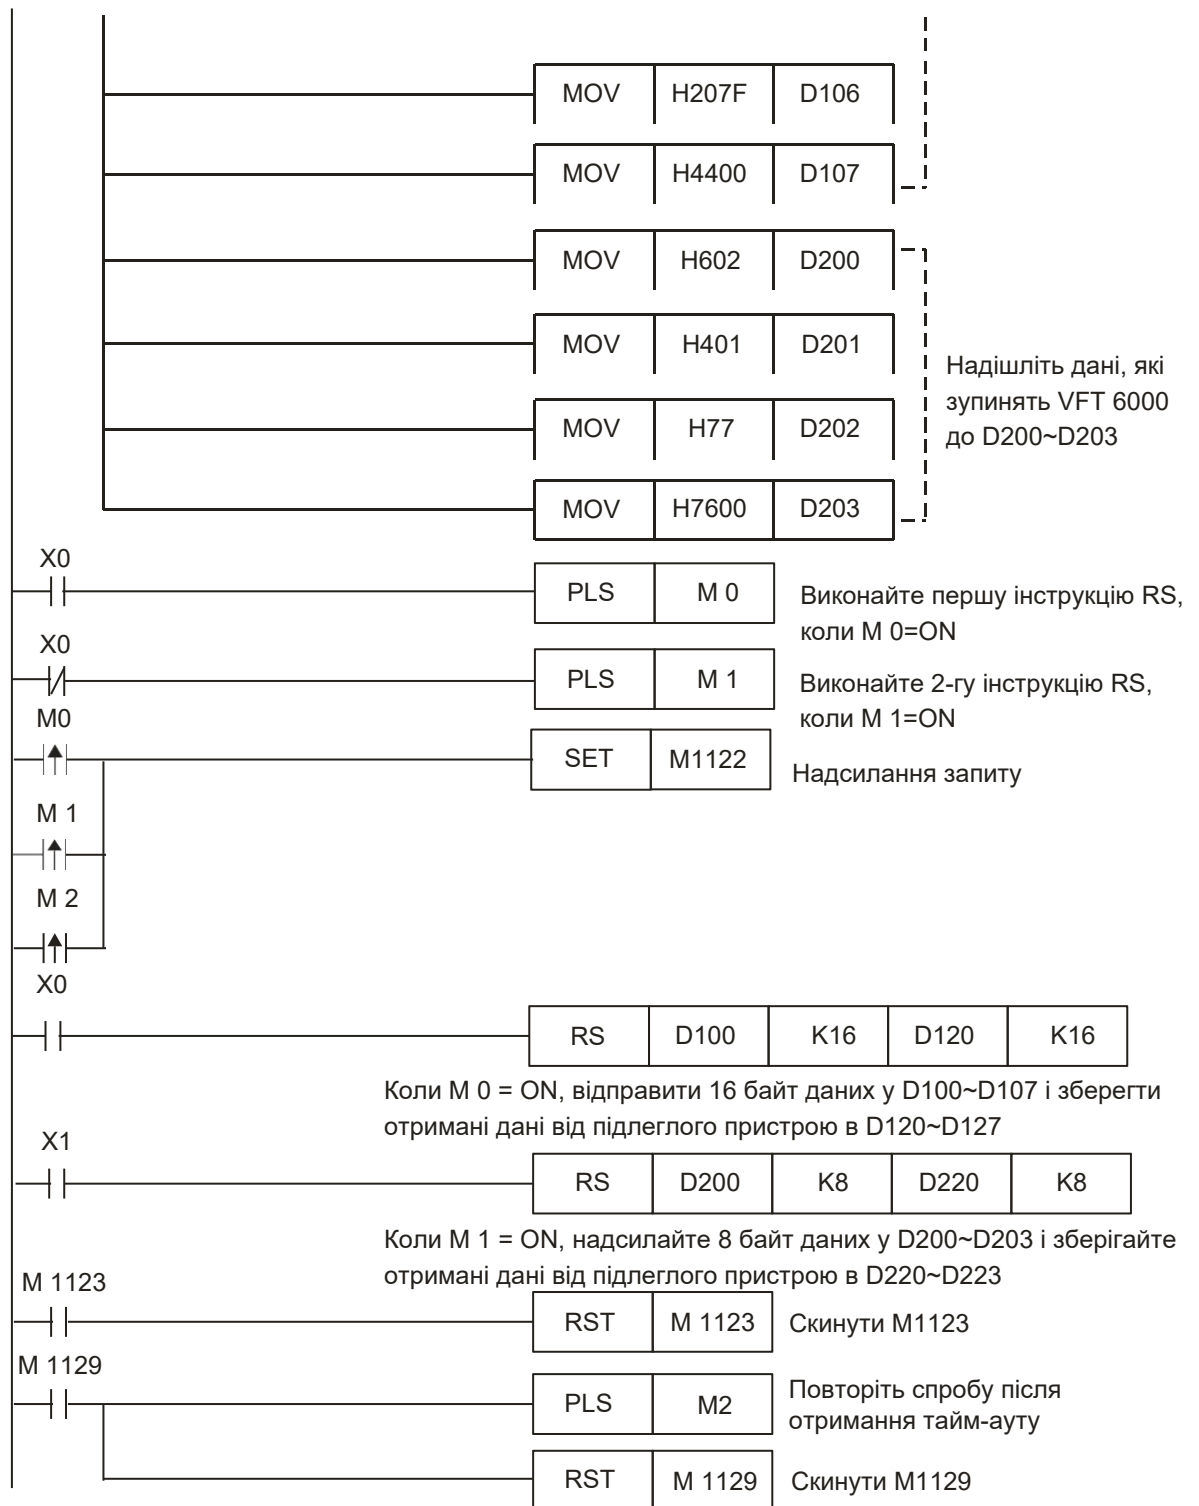 MOV H207F D106
MOV H4400 D107
MOV H602 D200
MOV H401 D201
Надішліть дані, які
зупинять VFT 6000
до D200~D203
MOV H77 D202
MOV H7600 D203
X0
PLS M 0
Виконайте першу інструкцію RS,
коли M 0=ON
X0
PLS M 1
Виконайте 2-гу інструкцію RS,
коли M 1=ON
M0
SET M1122
Надсилання запиту
M 1
M 2
X0
RS D100 K16 D120 K16
Коли M 0 = ON, відправити 16 байт даних у D100~D107 і зберегти
отримані дані від підлеглого пристрою в D120~D127
X1
RS D200 K8 D220 K8
Коли M 1 = ON, надсилайте 8 байт даних у D200~D203 і зберігайте
отримані дані від підлеглого пристрою в D220~D223
M 1123
RST M 1123 Скинути M1123
M 1129
PLS M2
Повторіть спробу після
отримання тайм-ауту
RST M 1129 Скинути M1129